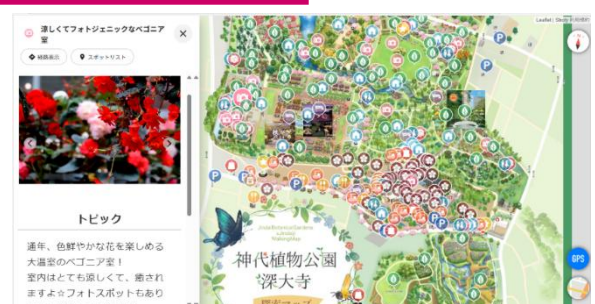 涼しくてフォトジェニックなベゴニア
室
経路表示
スポットリスト
トピック
通年、色鮮やかな花を楽しめる
大温室のベゴニア室!
室内はとても涼しくて、癒され
ますよ☆フォトスポットもあり
Leaflet
P
P
P
P
P
P
神代植物公園
深大寺
GPS